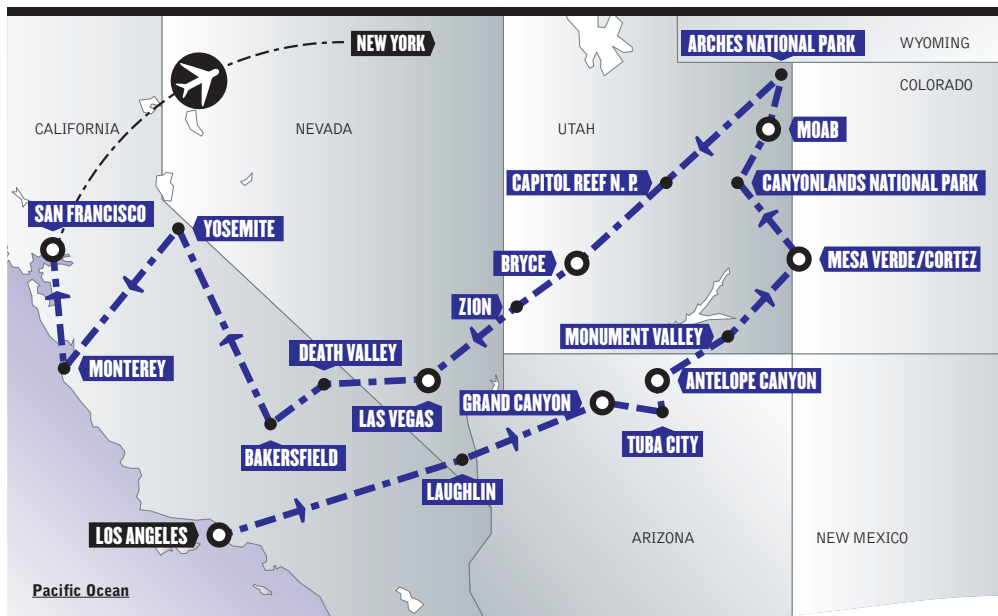 NEW YORK
ARCHES NATIONAL PARK
WYOMING
COLORADO
CALIFORNIA
NEVADA
UTAH
MOAB
CAPITOL REEF N. P.
CANYONLANDS NATIONAL PARK
SAN FRANCISCO
YOSEMITE
BRYCE
MESA VERDE/CORTEZ
ZION
MONUMENT VALLEY
DEATH VALLEY
MONTEREY
ANTELOPE CANYON
GRAND CANYON
LAS VEGAS
TUBA CITY
BAKERSFIELD
LAUGHLIN
LOS ANGELES
ARIZONA
NEW MEXICO
Pacific Ocean